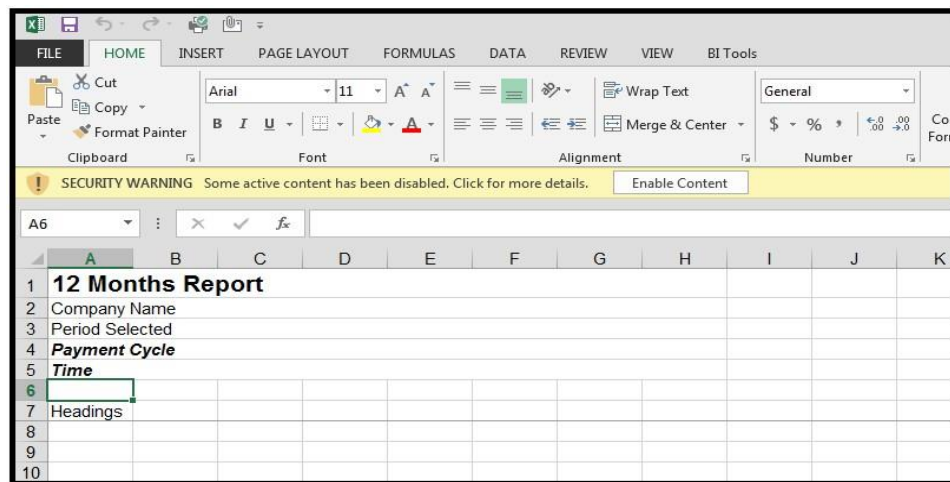 FILE HOME INSERT PAGE LAYOUT FORMULAS DATA REVIEW VIEW BI Tools
Paste
Cut
Copy
Format Painter
Clipboard
Arial 11 A A
B I U A
Font
Wrap Text
Merge & Center
Alignment
General
$ % ,
Number
Co
For
! SECURITY WARNING Some active content has been disabled. Click for more details. Enable Content
A6 fx
A B C D E F G H I J K
1 12 Months Report
2 Company Name
3 Period Selected
4 Payment Cycle
5 Time
6
7 Headings
8
9
10